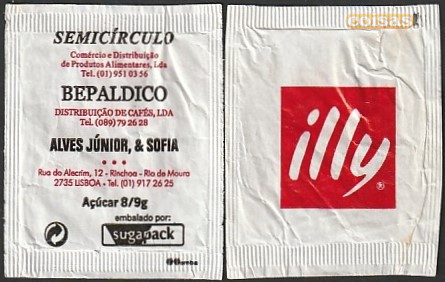 SEMICÍRCULO
Comércio e Distribuição
de Produtos Alimentares, Lda
Tel. (01) 951 03 56
BEPALDICO
DISTRIBUIÇÃO DE CAFÉS, LDA
Tel. (089) 79 26 28
ALVES JÚNIOR, & SOFIA
Rua do Alecrim, 12 - Rinchoa - Rio de Mouro
2735 LISBOA - Tel. (01) 917 26 25
Açúcar 8/9g
embalado por:
sugapack
coisas
illy®